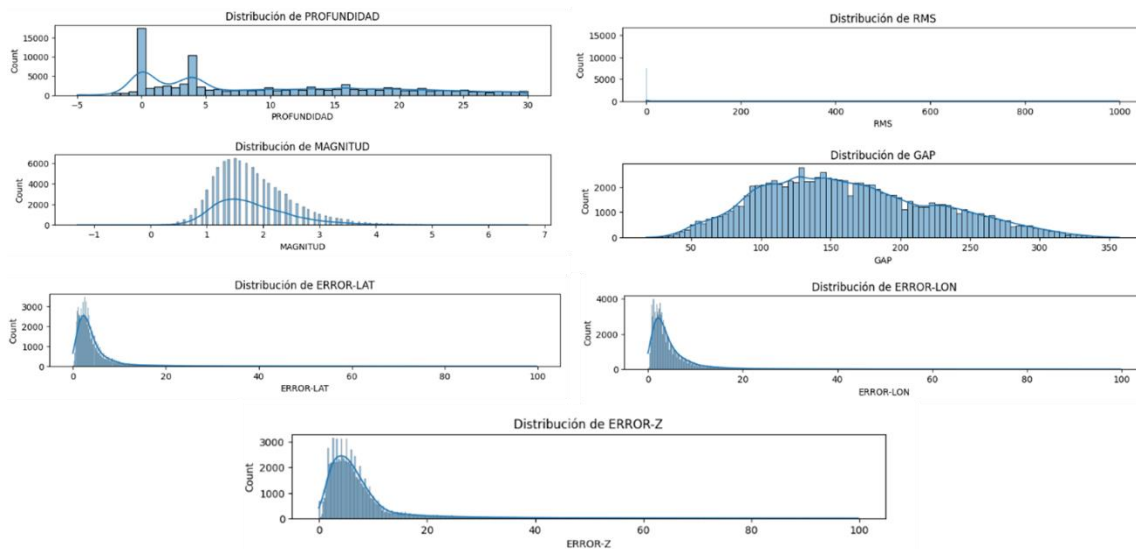 Distribución de PROFUNDIDAD
Count
15000
10000
5000
0
−5 0 5 10 15 20 25 30
PROFUNDIDAD
Distribución de RMS
Count
15000
10000
5000
0
0 200 400 600 800 1000
RMS
Distribución de MAGNITUD
Count
6000
4000
2000
0
−1 0 1 2 3 4 5 6 7
MAGNITUD
Distribución de GAP
Count
2000
1000
0
50 100 150 200 250 300 350
GAP
Distribución de ERROR-LAT
Count
3000
2000
1000
0
0 20 40 60 80 100
ERROR-LAT
Distribución de ERROR-LON
Count
4000
2000
0
0 20 40 60 80 100
ERROR-LON
Distribución de ERROR-Z
Count
3000
2000
1000
0
0 20 40 60 80 100
ERROR-Z